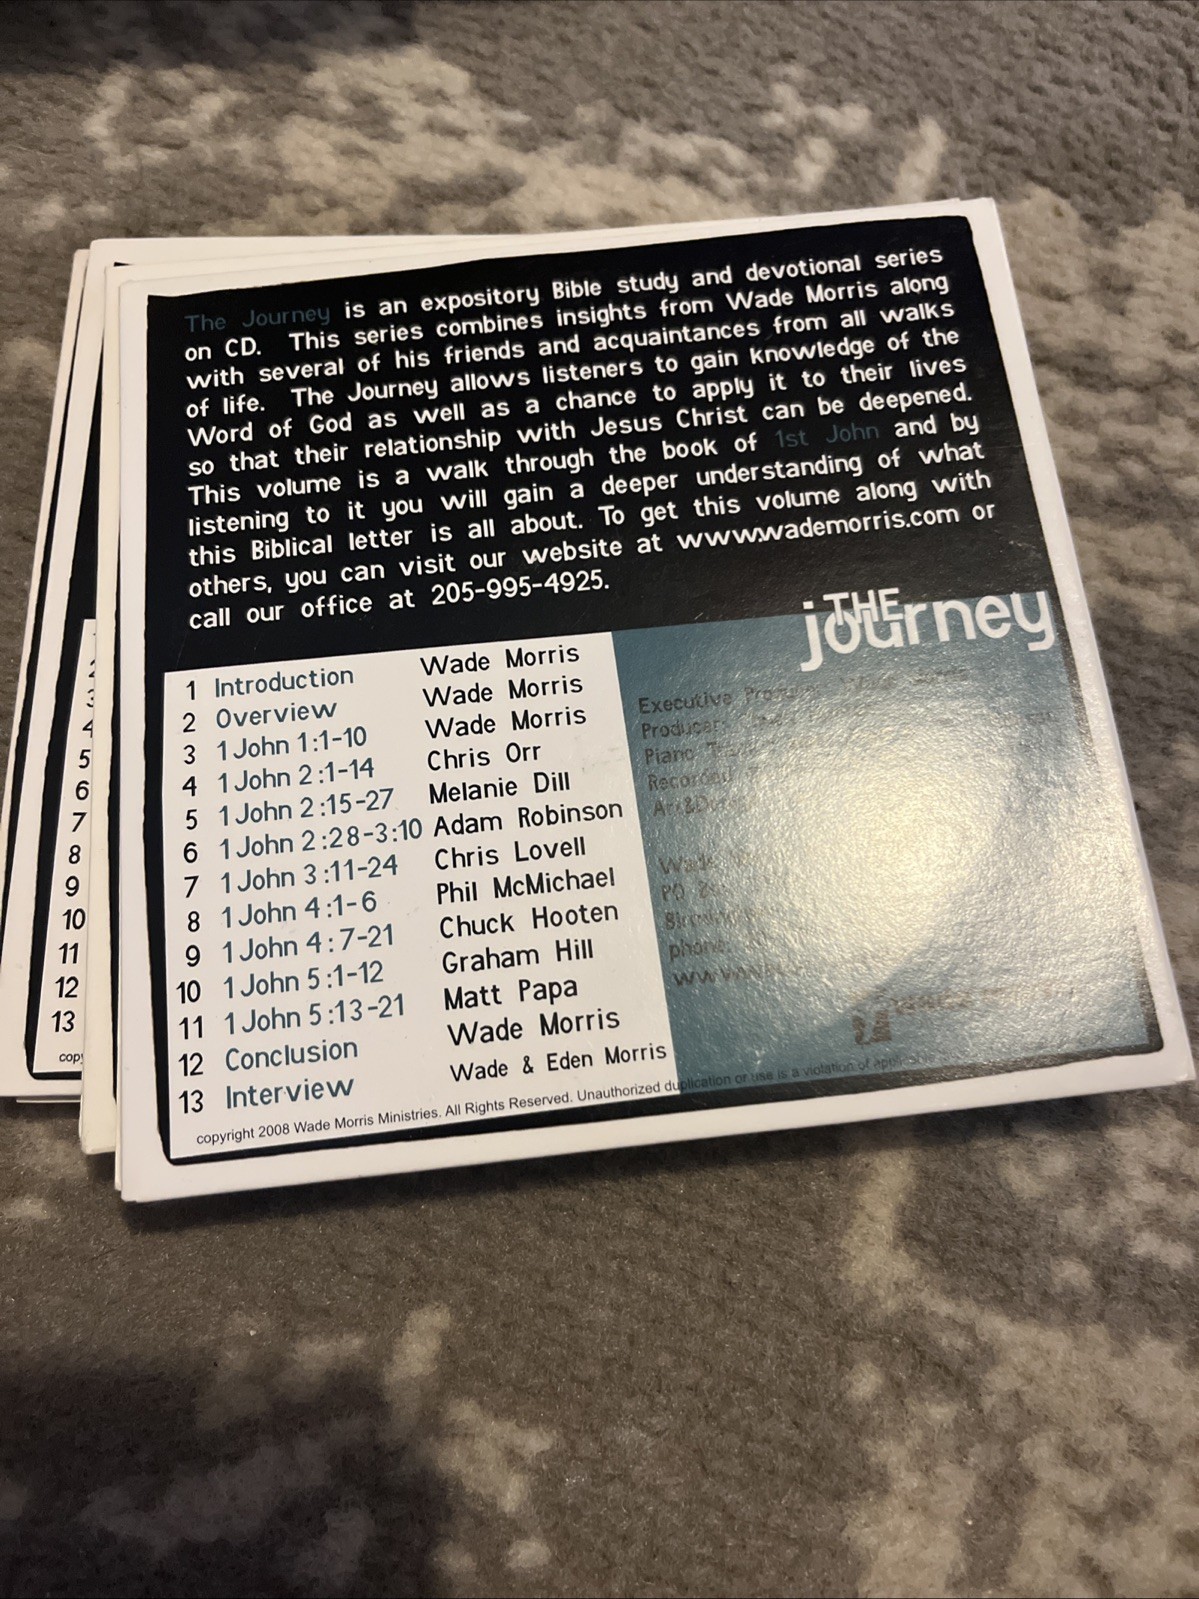 The Journey is an expository Bible study and devotional series
on CD. This series combines insights from Wade Morris along
with several of his friends and acquaintances from all walks
of life. The Journey allows listeners to gain knowledge of the
Word of God as well as a chance to apply it to their lives
so that their relationship with Jesus Christ can be deepened.
This volume is a walk through the book of 1st John and by
listening to it you will gain a deeper understanding of what
this Biblical letter is all about. To get this volume along with
others, you can visit our website at www.wademorris.com or
call our office at 205-995-4925.
THE
journey
1 Introduction Wade Morris
2 Overview Wade Morris
3 1 John 1:1-10 Wade Morris
4 1 John 2:1-14 Chris Orr
5 1 John 2:15-27 Melanie Dill
6 1 John 2:28-3:10 Adam Robinson
7 1 John 3:11-24 Chris Lovell
8 1 John 4:1-6 Phil McMichael
9 1 John 4:7-21 Chuck Hooten
10 1 John 5:1-12 Graham Hill
11 1 John 5:13-21 Matt Papa
12 Conclusion Wade Morris
13 Interview Wade & Eden Morris
Executive
Producer:
Piano
Recorded
PO
phone:
copyright 2008 Wade Morris Ministries. All Rights Reserved. Unauthorized duplication or use is a violation of
4
5
6
7
8
9
10
11
12
13